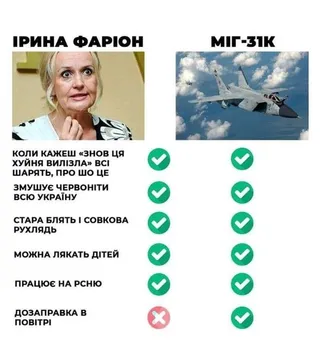 ІРИНА ФАРІОН
МІГ-31К
КОЛИ КАЖЕШ «ЗНОВ ЦЯ
ХУЙНЯ ВИЛІЗЛА» ВСІ
ШАРЯТЬ, ПРО ШО ЦЕ
ЗМУШУЄ ЧЕРВОНІТИ
ВСЮ УКРАЇНУ
СТАРА БЛЯТЬ І СОВКОВА
РУХЛЯДЬ
МОЖНА ЛЯКАТЬ ДІТЕЙ
ПРАЦЮЄ НА РСНЮ
ДОЗАПРАВКА В
ПОВІТРІ